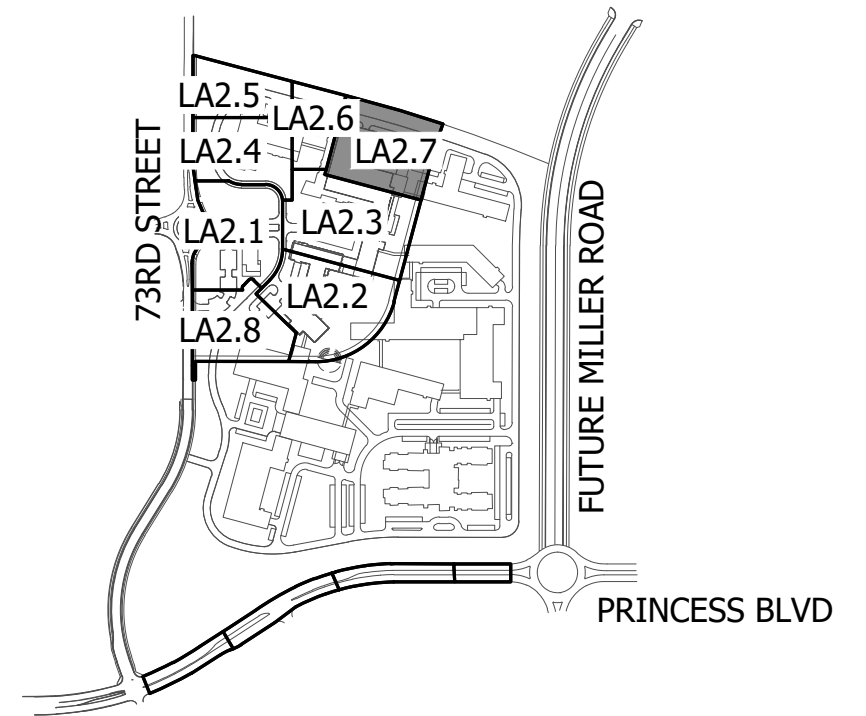 LA2.5
LA2.6
LA2.4
LA2.7
LA2.3
LA2.1
LA2.2
LA2.8
73RD STREET
FUTURE MILLER ROAD
PRINCESS BLVD